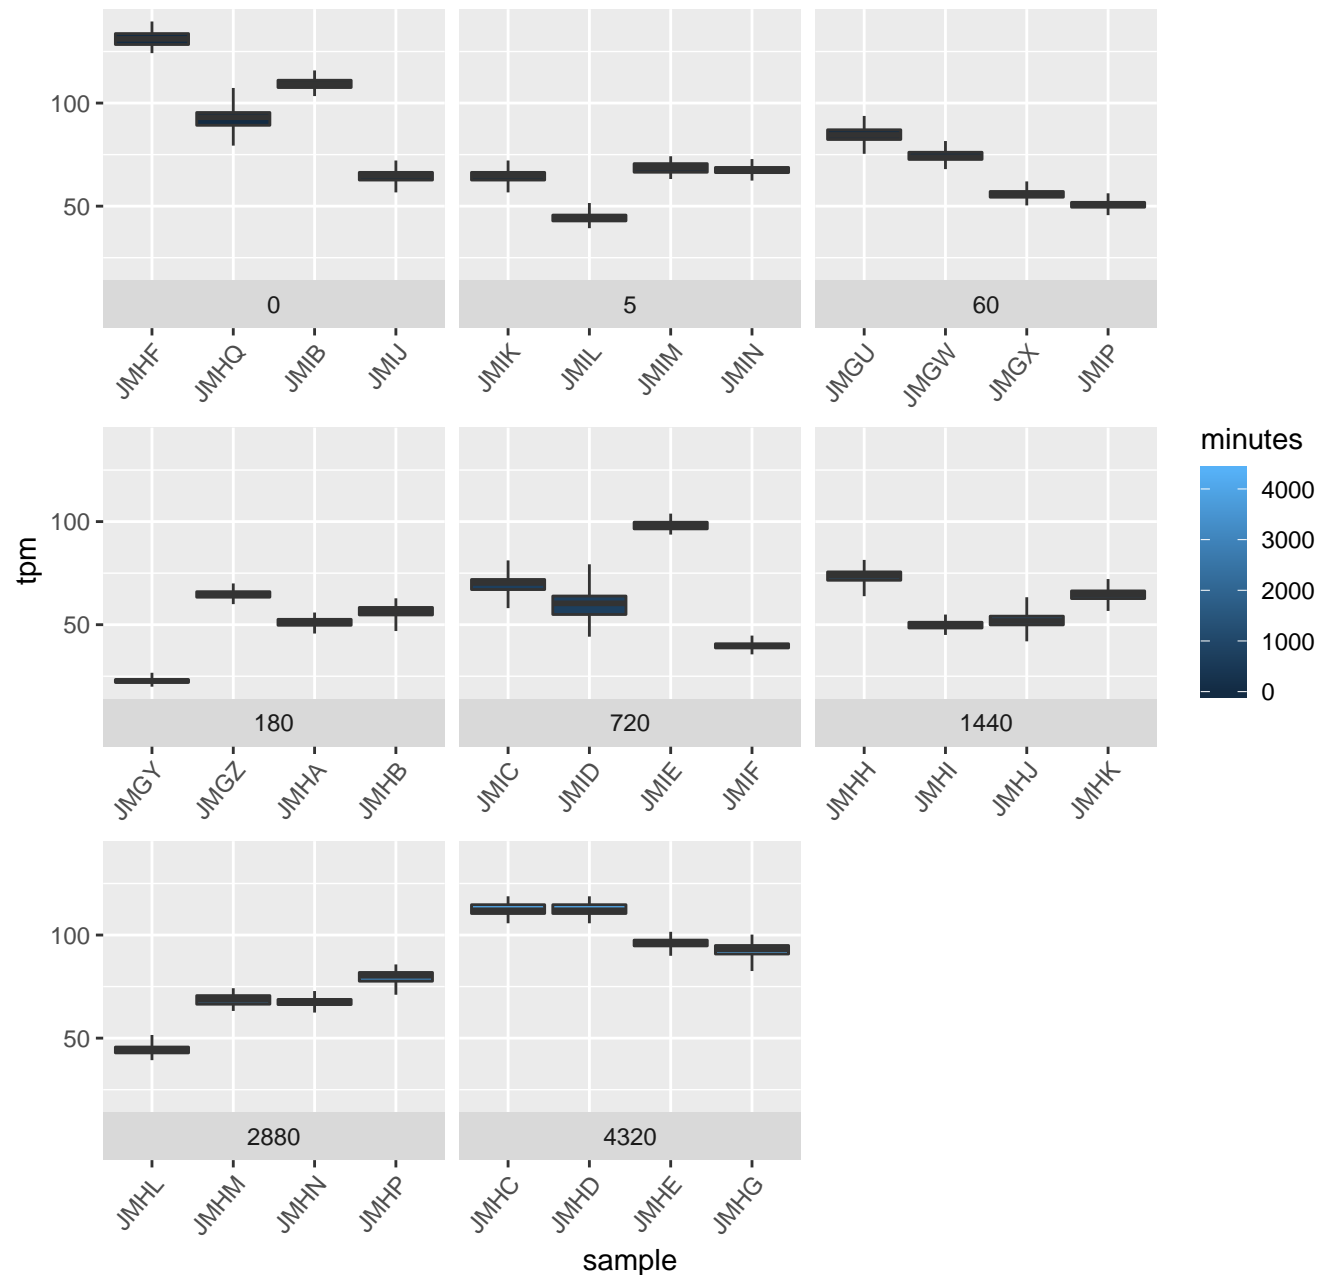 100
50
0
5
60
JMHF
JMHQ
JMIB
JMIJ
JMIK
JMIL
JMIM
JMIN
JMGU
JMGW
JMGX
JMIP
tpm
100
50
180
720
1440
JMGY
JMGZ
JMHA
JMHB
JMIC
JMID
JMIE
JMIF
JMHH
JMHI
JMHJ
JMHK
100
50
2880
4320
JMHL
JMHM
JMHN
JMHP
JMHC
JMHD
JMHE
JMHG
sample
minutes
4000
3000
2000
1000
0